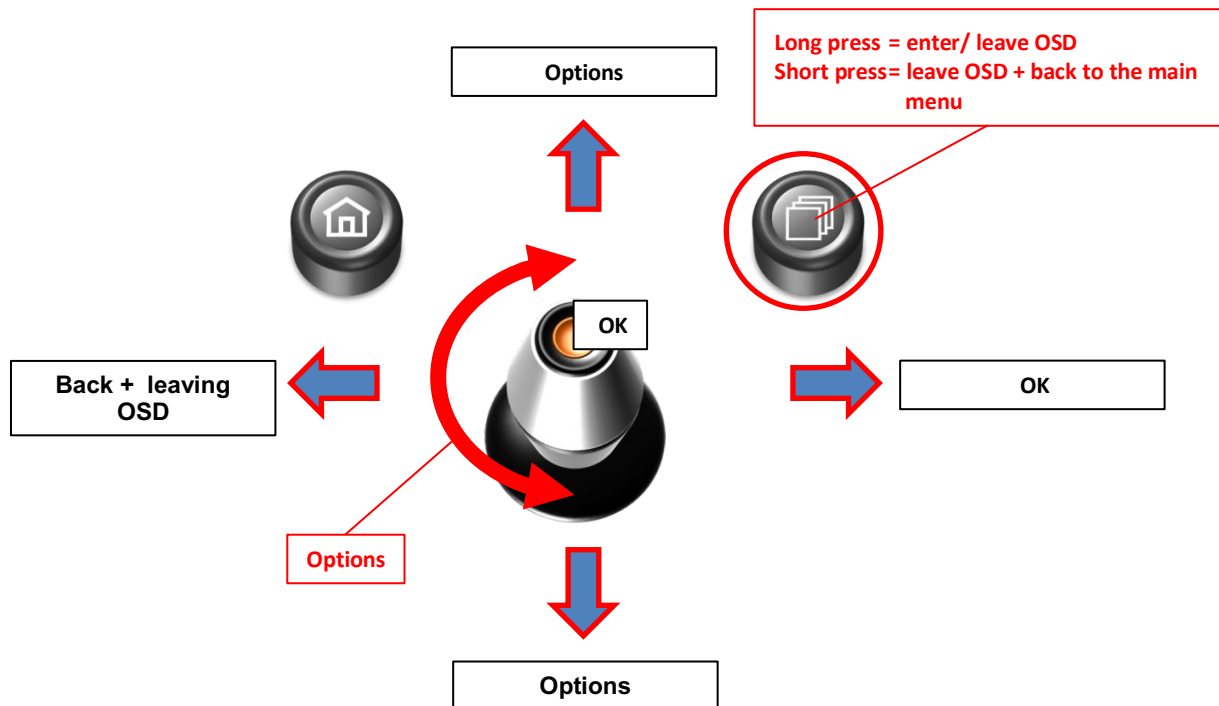 Long press = enter/ leave OSD
Short press= leave OSD + back to the main
menu
Options
OK
Back + leaving
OSD
OK
Options
Options